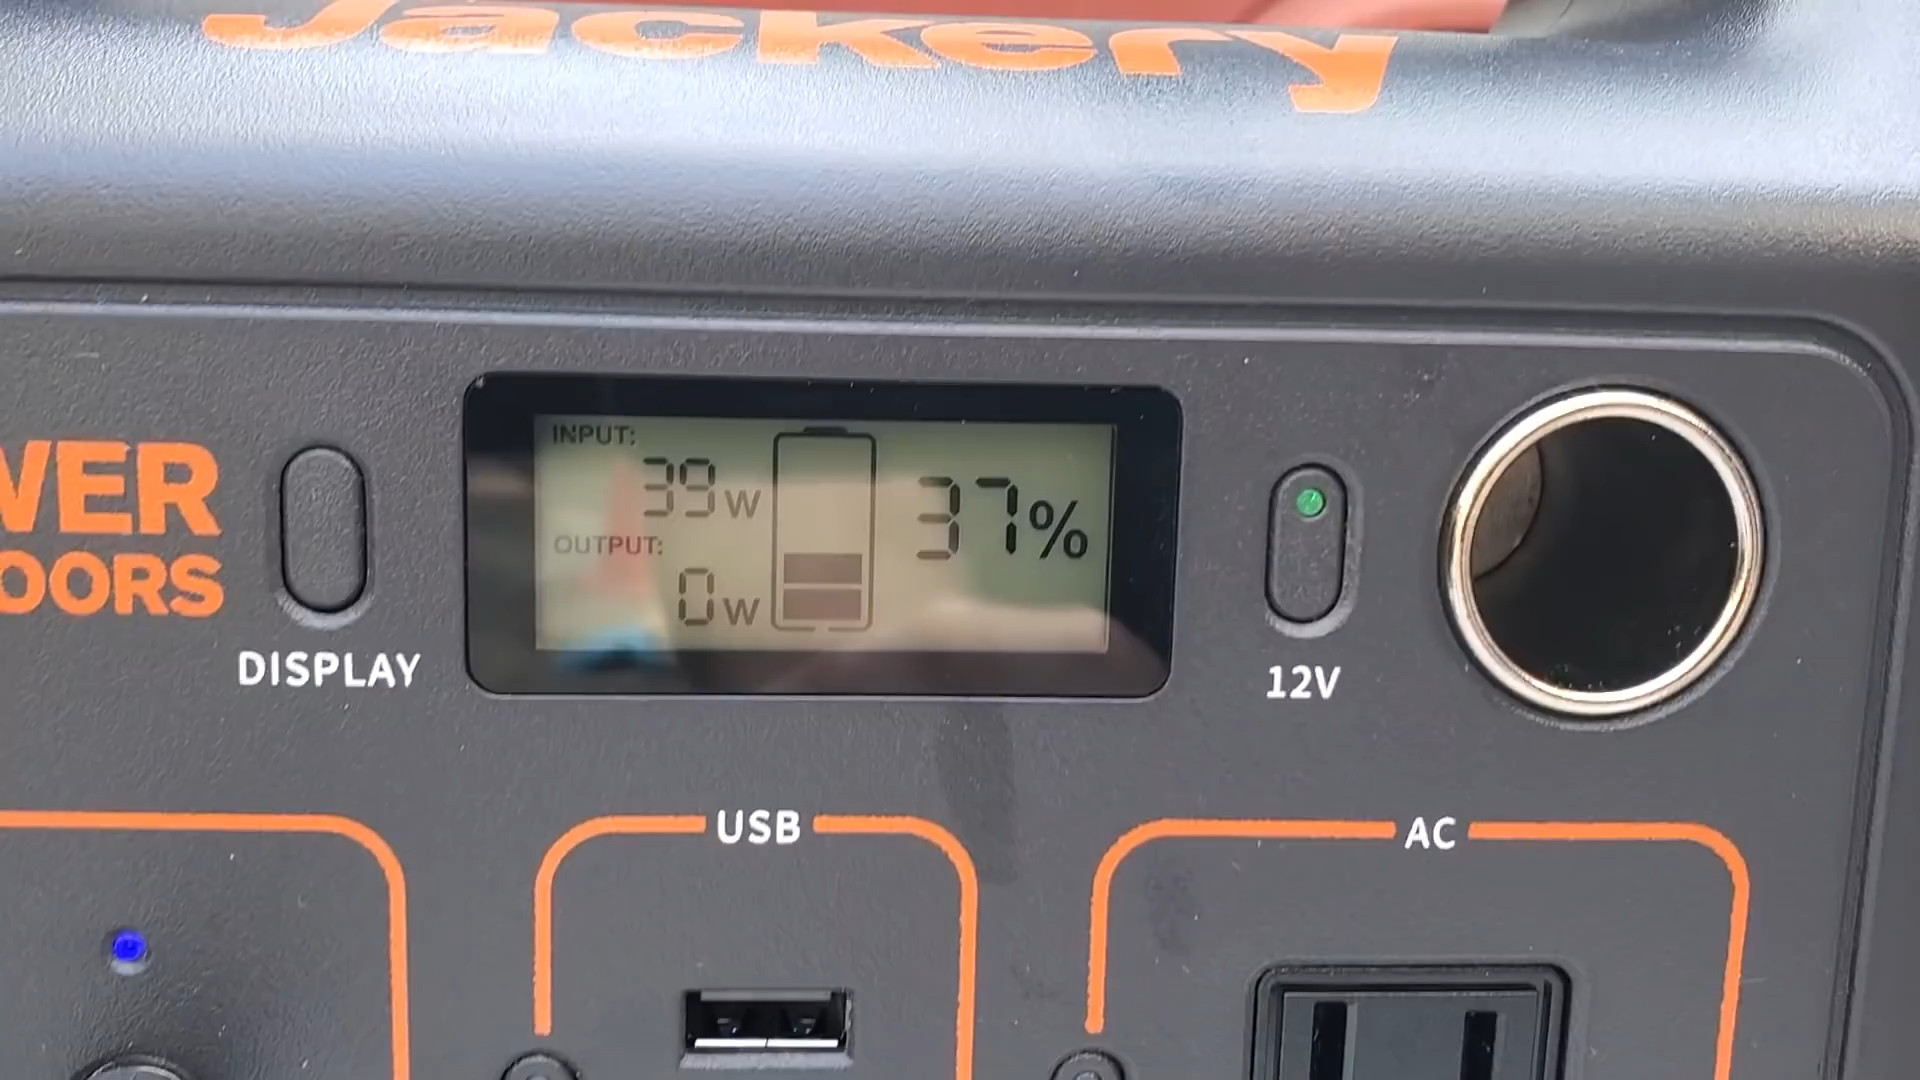 Jackery
WER
OORS
DISPLAY
INPUT:
39W
OUTPUT:
0W
37%
12V
USB
AC